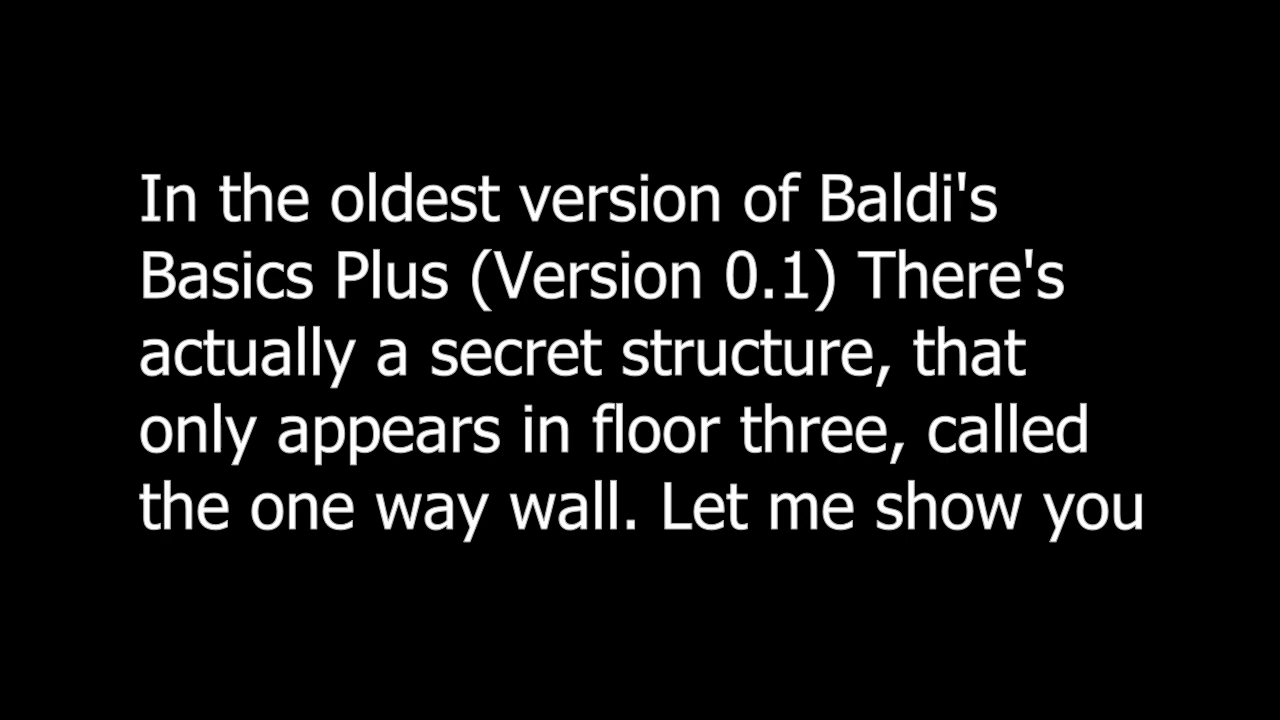 In the oldest version of Baldi's
Basics Plus (Version 0.1) There's
actually a secret structure, that
only appears in floor three, called
the one way wall. Let me show you